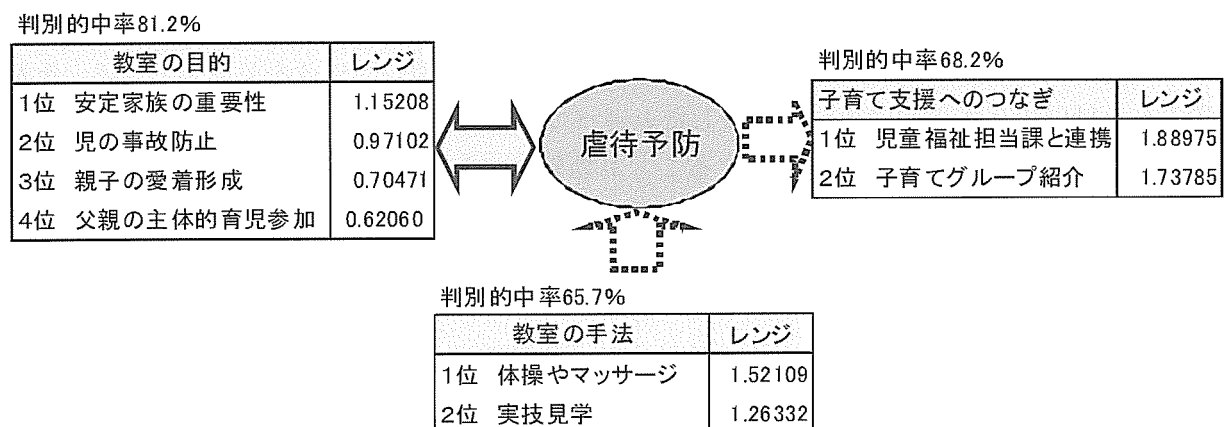 判別的中率81.2%
教室の目的 レンジ
1位 安定家族の重要性 1.15208
2位 児の事故防止 0.97102
3位 親子の愛着形成 0.70471
4位 父親の主体的育児参加 0.62060
虐待予防
判別的中率68.2%
子育て支援へのつなぎ レンジ
1位 児童福祉担当課と連携 1.88975
2位 子育てグループ紹介 1.73785
判別的中率65.7%
教室の手法 レンジ
1位 体操やマッサージ 1.52109
2位 実技見学 1.26332